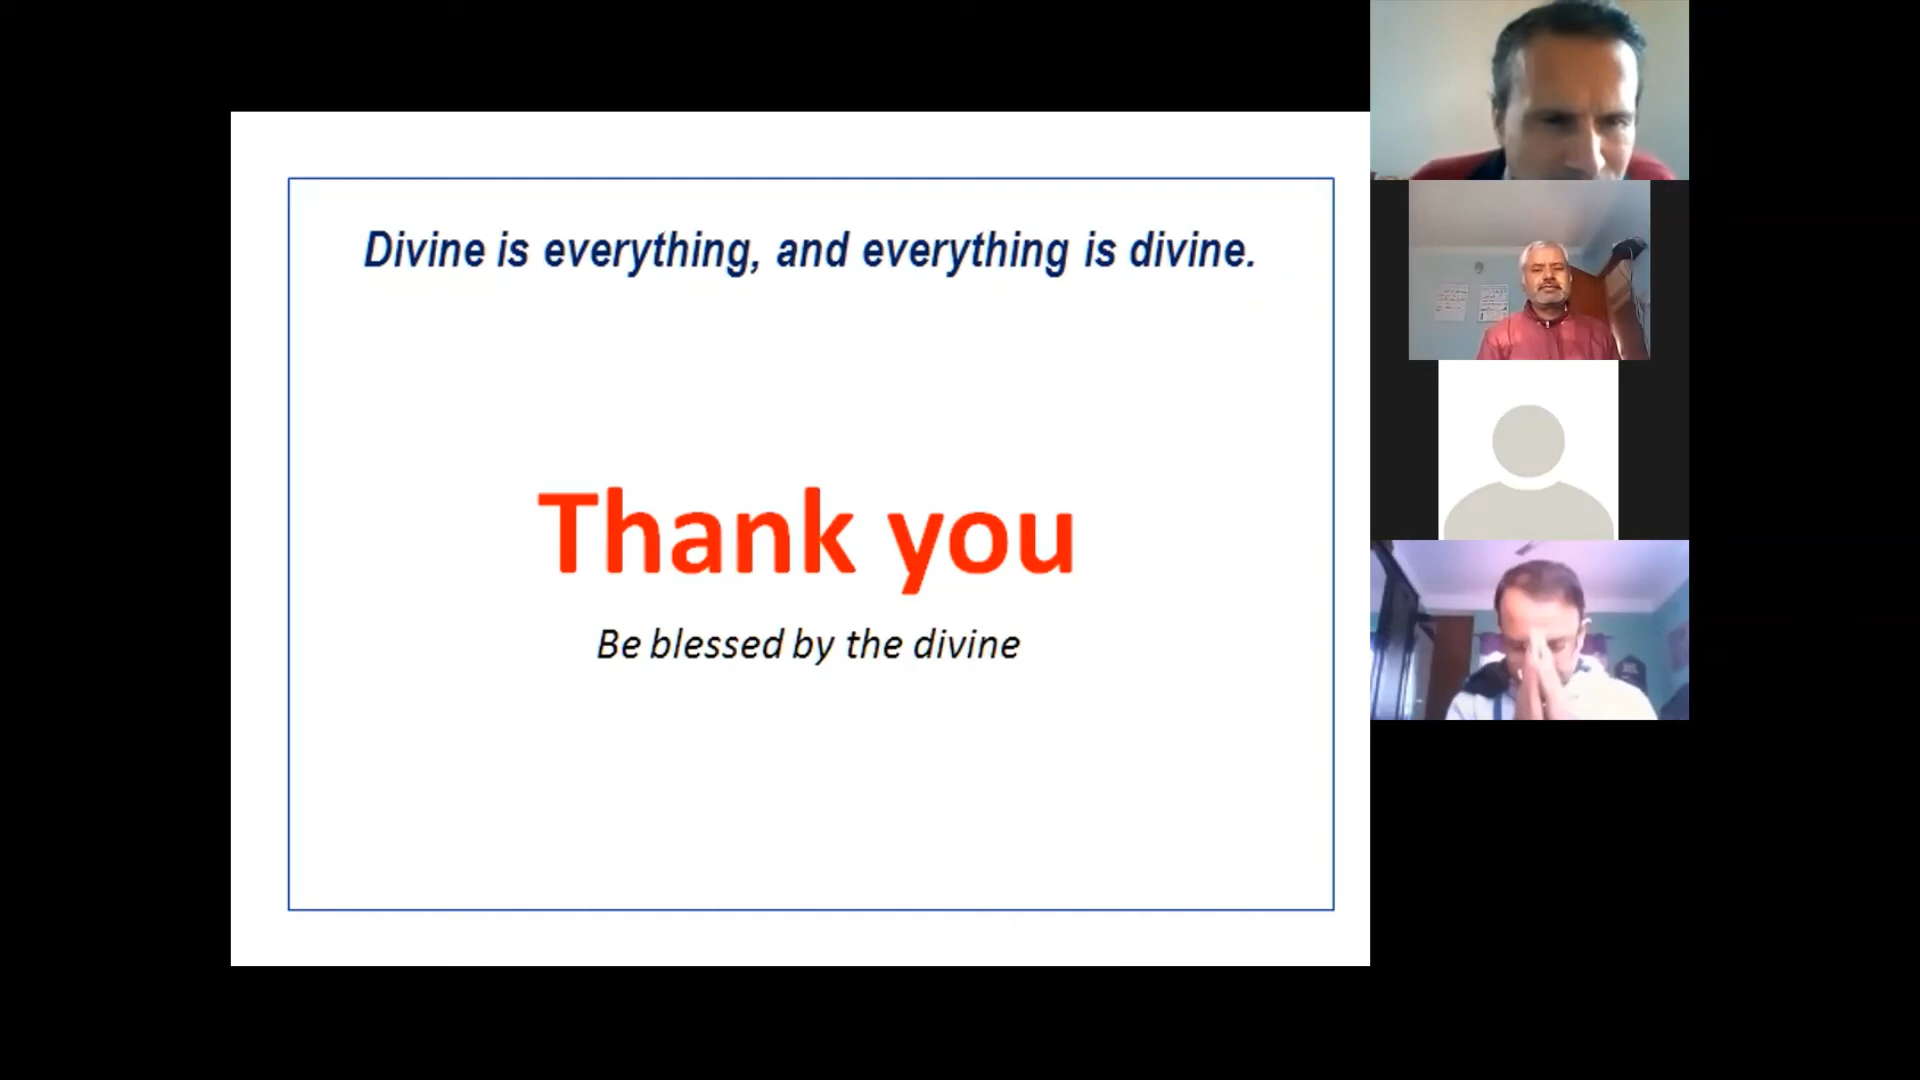 Divine is everything, and everything is divine.
Thank you
Be blessed by the divine